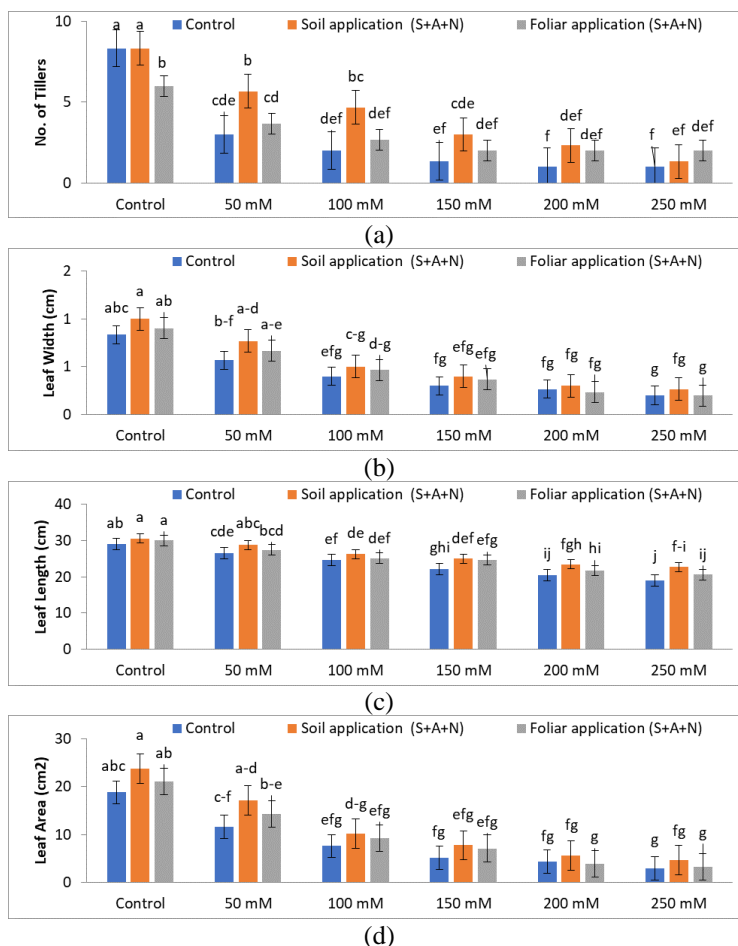 10
5
0
No. of Tillers
Control Soil application (S+A+N) Foliar application (S+A+N)
a a b
cde b cd
def bc def
ef cde def
f def def
f ef def
Control 50 mM 100 mM 150 mM 200 mM 250 mM
(a)
2
1
1
0
Leaf Width (cm)
Control Soil application (S+A+N) Foliar application (S+A+N)
abc a ab
b-f a-d a-e
efg c-g d-g
fg efg efg
fg fg fg
g fg g
Control 50 mM 100 mM 150 mM 200 mM 250 mM
(b)
40
30
20
10
0
Leaf Length (cm)
Control Soil application (S+A+N) Foliar application (S+A+N)
ab a a
cde abc bcd
ef de def
ghi def efg
ij fgh hi
j f-i ij
Control 50 mM 100 mM 150 mM 200 mM 250 mM
(c)
30
20
10
0
Leaf Area (cm2)
Control Soil application (S+A+N) Foliar application (S+A+N)
abc a ab
c-f a-d b-e
efg d-g efg
fg efg efg
fg fg g
g fg g
Control 50 mM 100 mM 150 mM 200 mM 250 mM
(d)